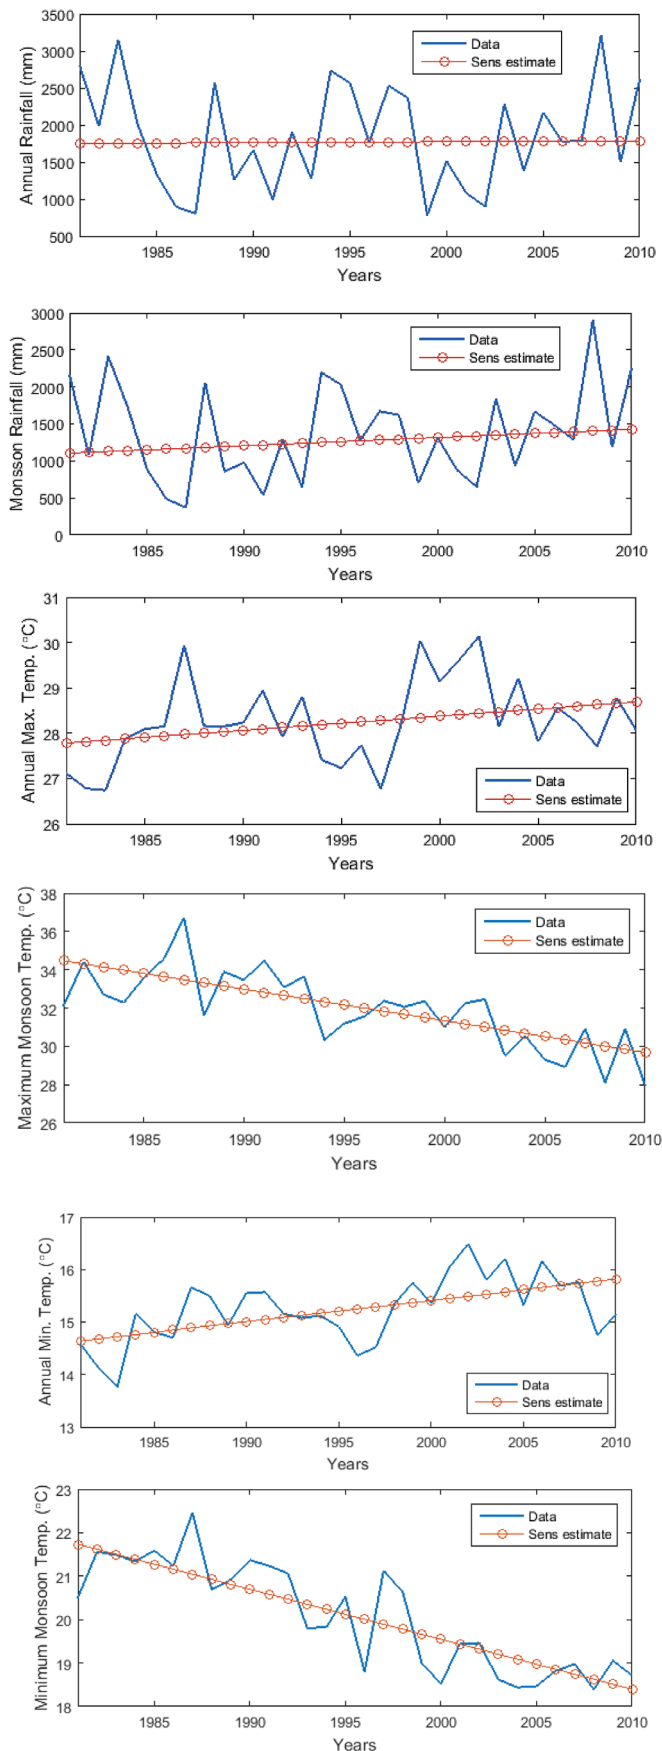 Annual Rainfall (mm)
3500
3000
2500
2000
1500
1000
500
Data
Sens estimate
1985 1990 1995 2000 2005 2010
Years
Monsson Rainfall (mm)
3000
2500
2000
1500
1000
500
0
Data
Sens estimate
1985 1990 1995 2000 2005 2010
Years
Annual Max. Temp. (°C)
31
30
29
28
27
26
Data
Sens estimate
1985 1990 1995 2000 2005 2010
Years
Maximum Monsoon Temp. (°C)
38
36
34
32
30
28
26
Data
Sens estimate
1985 1990 1995 2000 2005 2010
Years
Annual Min. Temp. (°C)
17
16
15
14
13
Data
Sens estimate
1985 1990 1995 2000 2005 2010
Years
Minimum Monsoon Temp. (°C)
23
22
21
20
19
18
Data
Sens estimate
1985 1990 1995 2000 2005 2010
Years